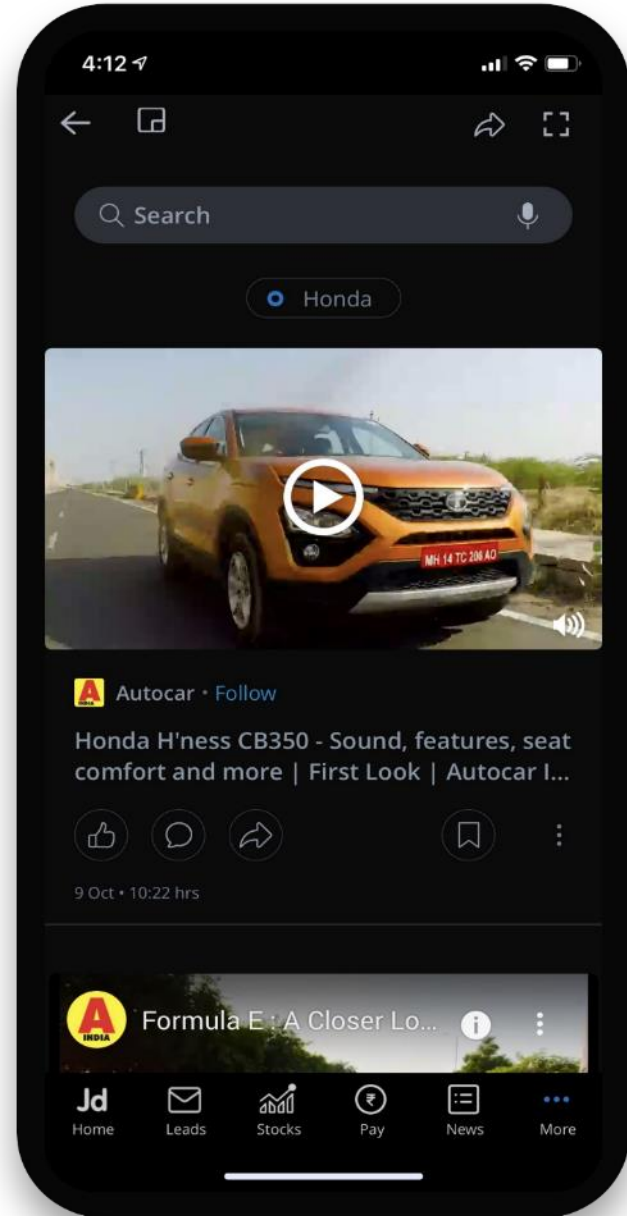 4:12
Search
Honda
MH 14 TC 206 AO
A
INDIA
Autocar • Follow
Honda H'ness CB350 - Sound, features, seat
comfort and more | First Look | Autocar I...
9 Oct • 10:22 hrs
A
INDIA
Formula E : A Closer Lo...
Jd
Home Leads Stocks Pay News More